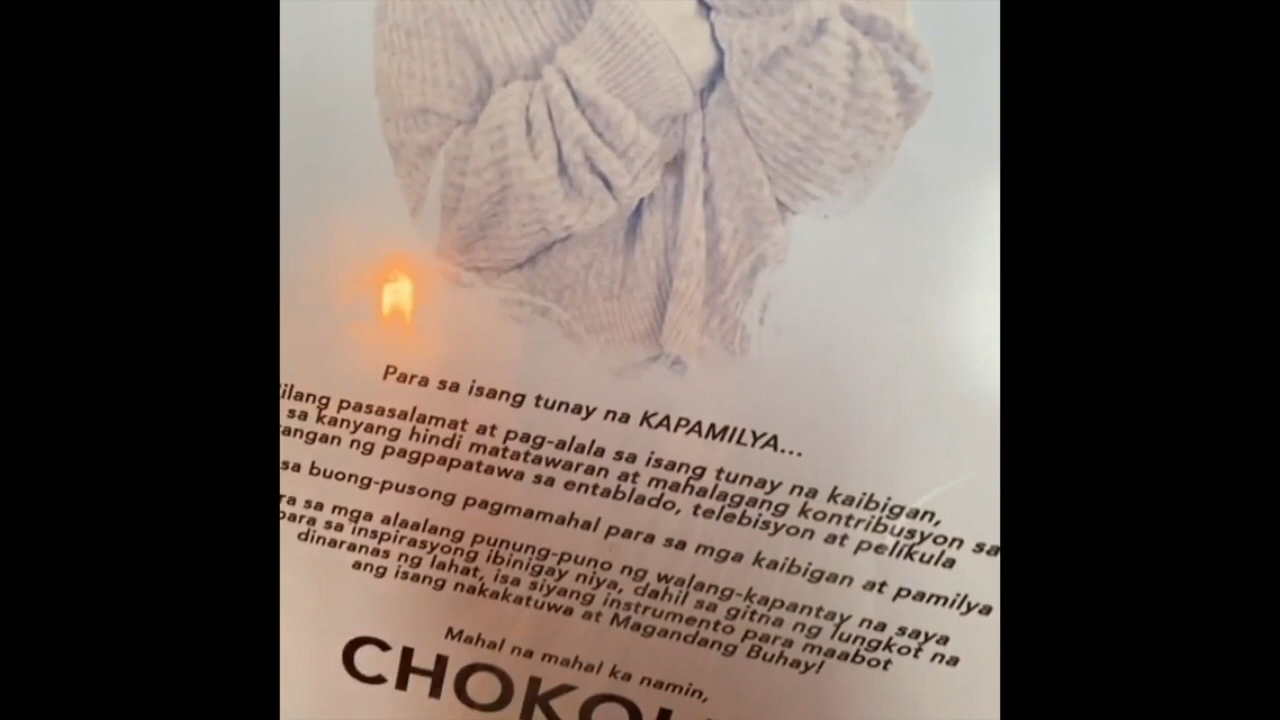 Para sa isang tunay na KAPAMILYA...
ilang pasasalamat at pag-alala sa isang tunay na kaibigan,
sa kanyang hindi matatawaran at mahalagang kontribusyon sa
angan ng pagpapatawa sa entablado, telebisyon at pelikula
sa buong-pusong pagmamahal para sa mga kaibigan at pamilya
ra sa mga alaalang punung-puno ng walang-kapantay na saya
para sa inspirasyong ibinigay niya, dahil sa gitna ng lungkot na
dinaranas ng lahat, isa siyang instrumento para maabot
ang isang nakakatuwa at Magandang Buhay!
Mahal na mahal ka namin,
CHOKOL